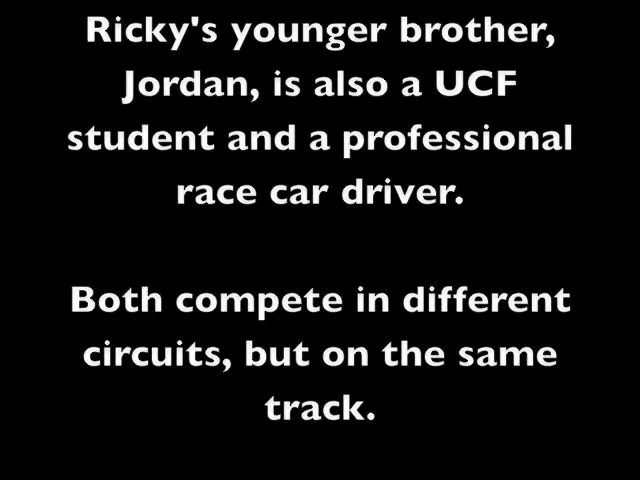 Ricky's younger brother,
Jordan, is also a UCF
student and a professional
race car driver.
Both compete in different
circuits, but on the same
track.